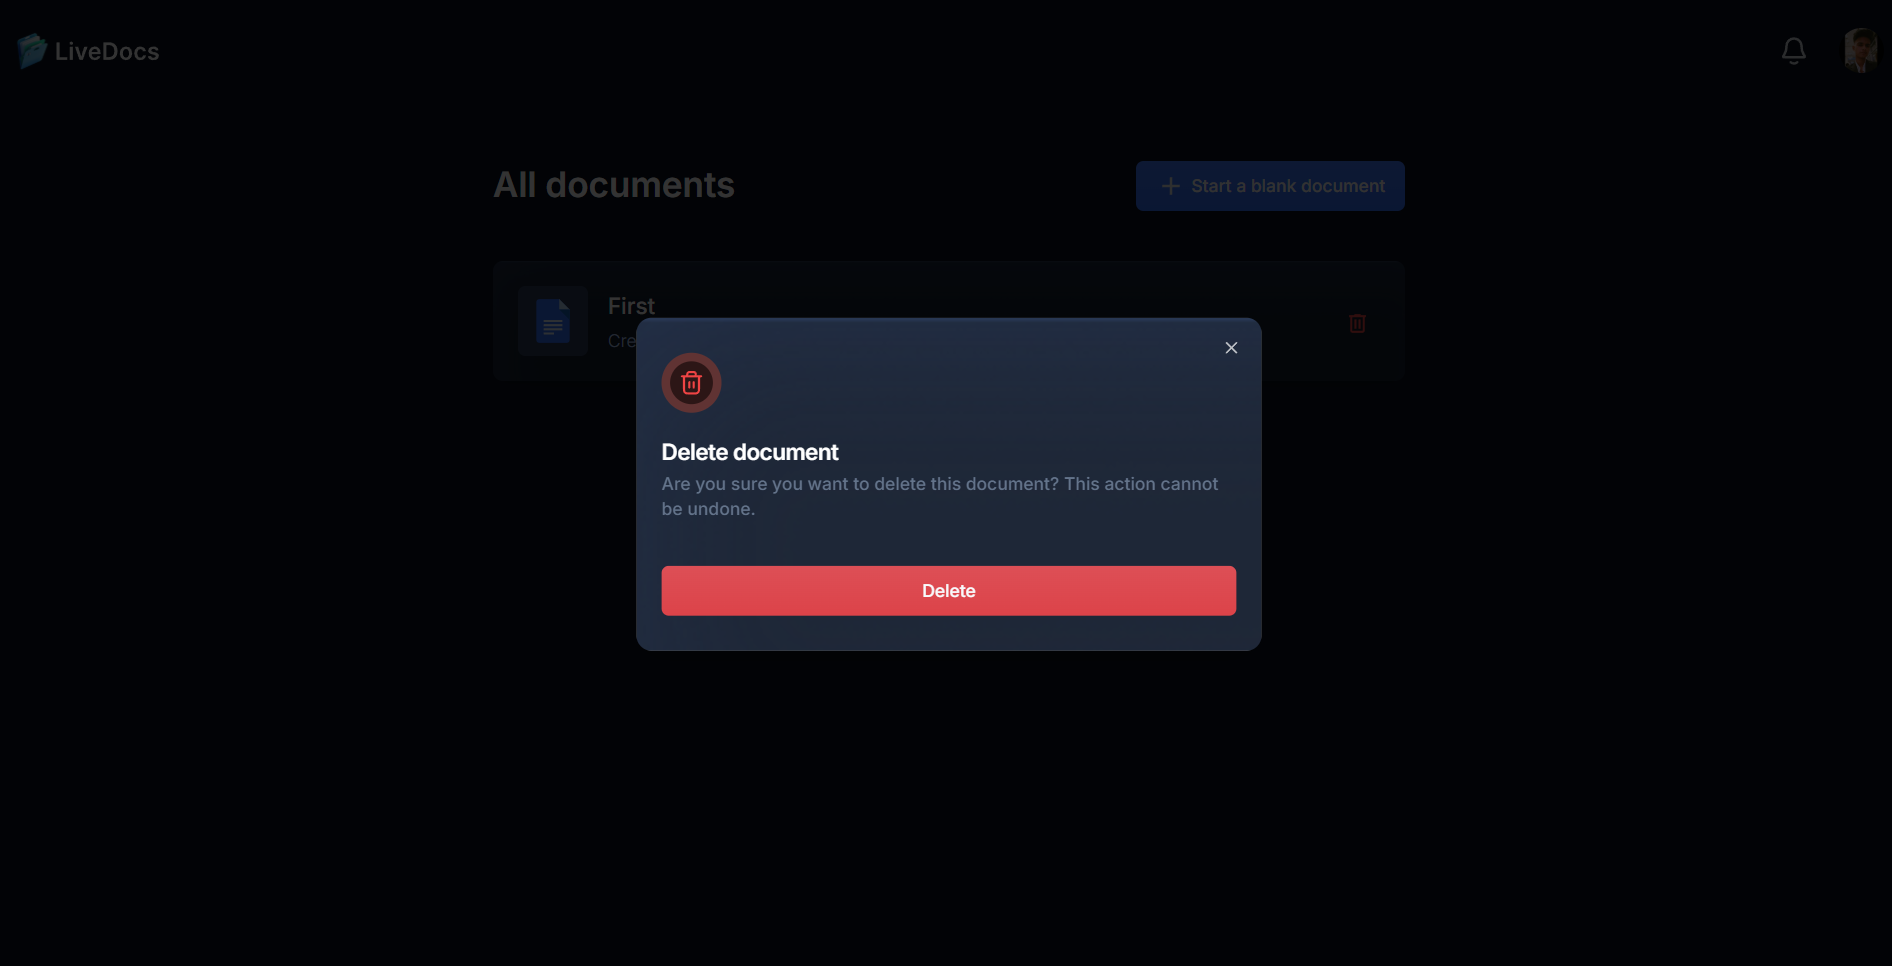 LiveDocs
All documents
Start a blank document
First
Cre
Delete document
Are you sure you want to delete this document? This action cannot
be undone.
Delete